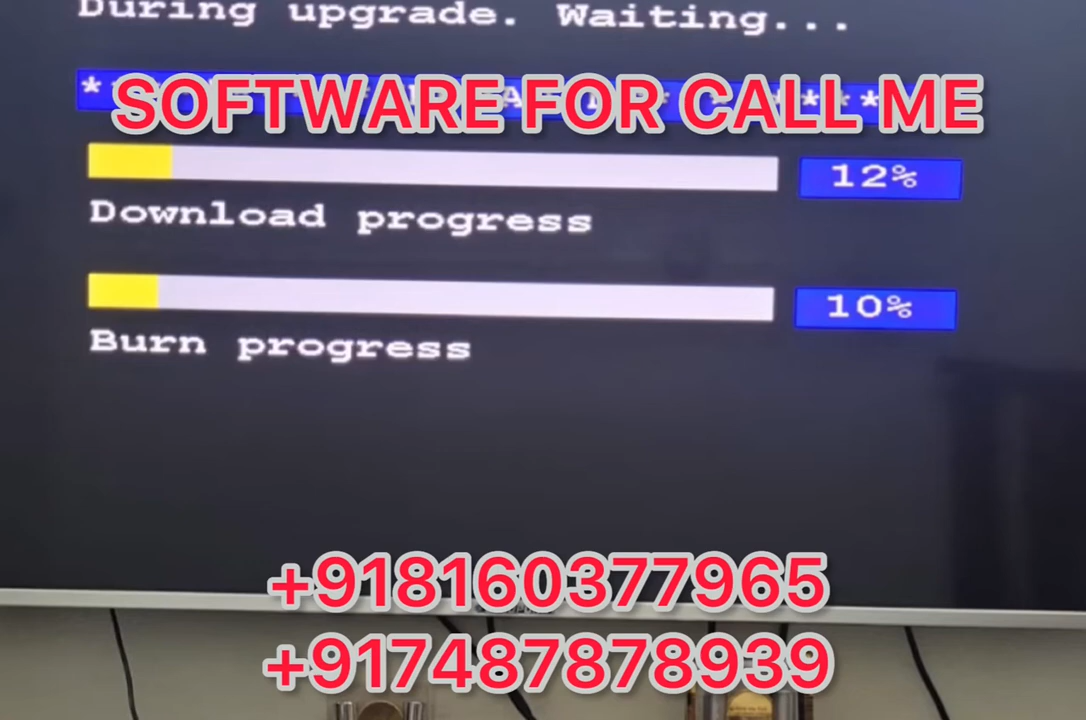 During upgrade. Waiting...
SOFTWARE FOR CALL ME
12%
Download progress
10%
Burn progress
+918160377965
+917487878939